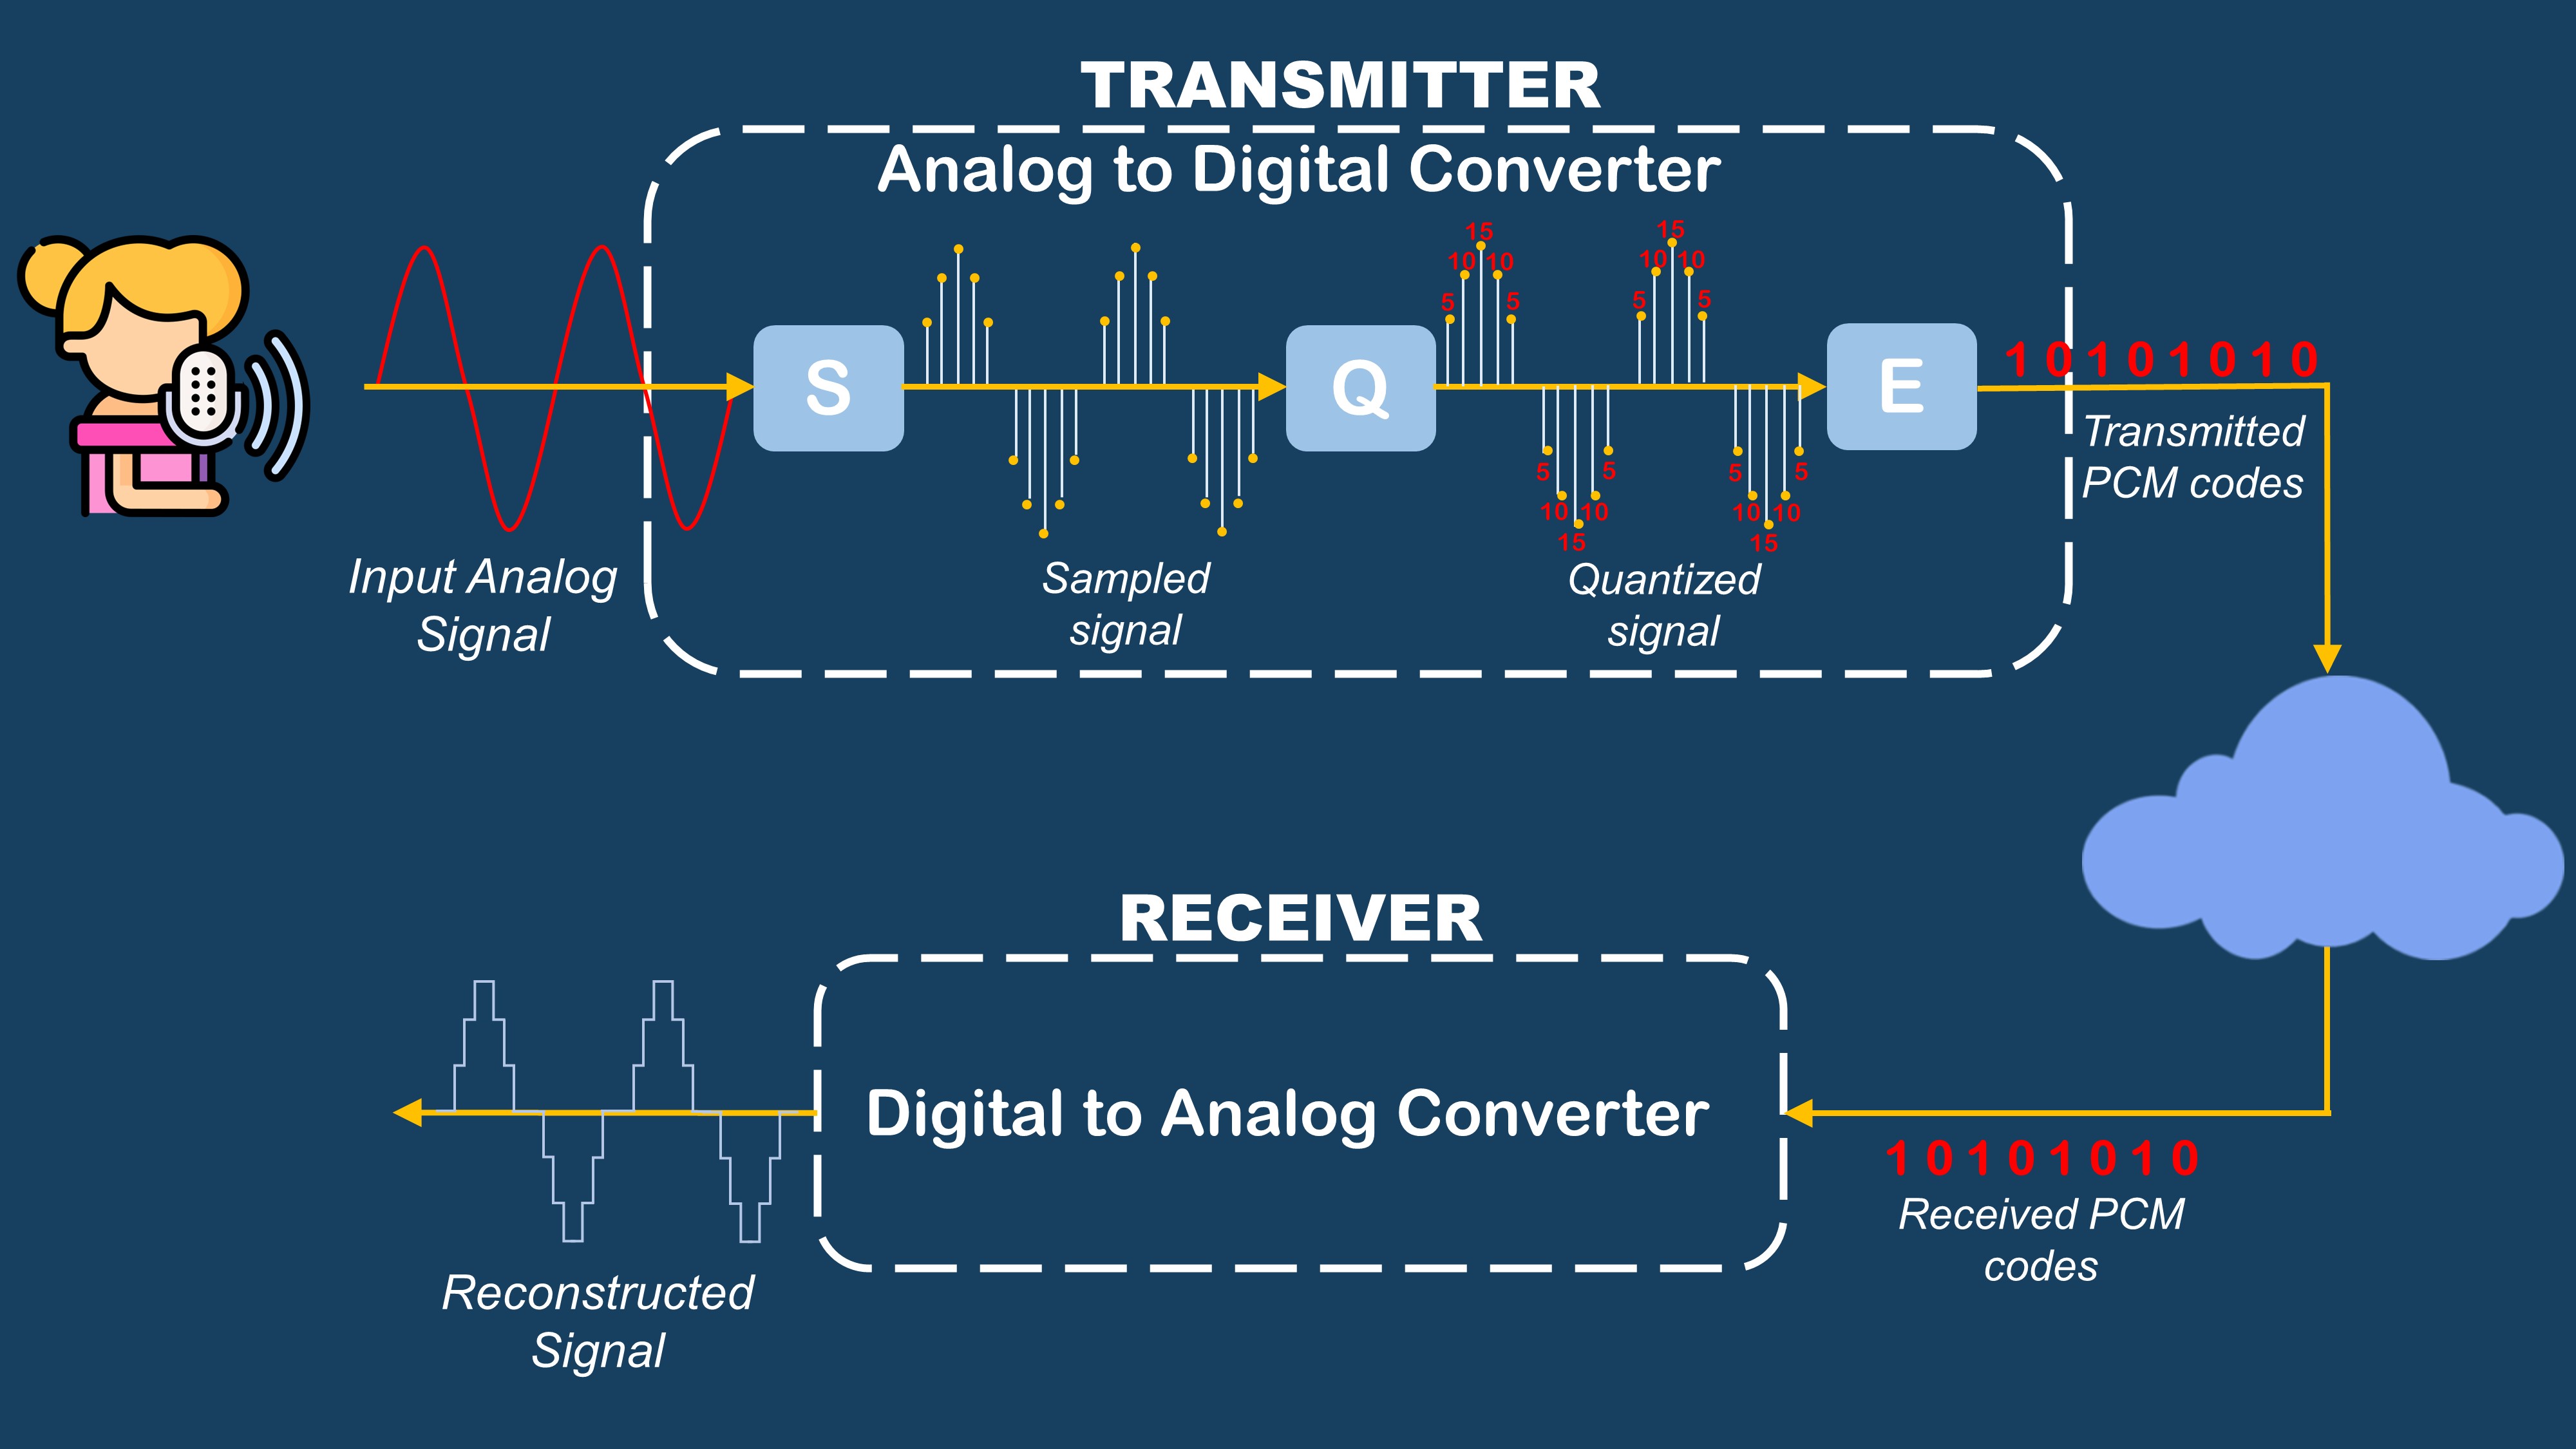 TRANSMITTER
Analog to Digital Converter
S
Q
E
15
10 10
5 5
15
10 10
5 5
5 5
10 10
15
5 5
10 10
15
1 0 1 0 1 0 1 0
Transmitted
PCM codes
Input Analog
Signal
Sampled
signal
Quantized
signal
RECEIVER
Digital to Analog Converter
1 0 1 0 1 0 1 0
Received PCM
codes
Reconstructed
Signal